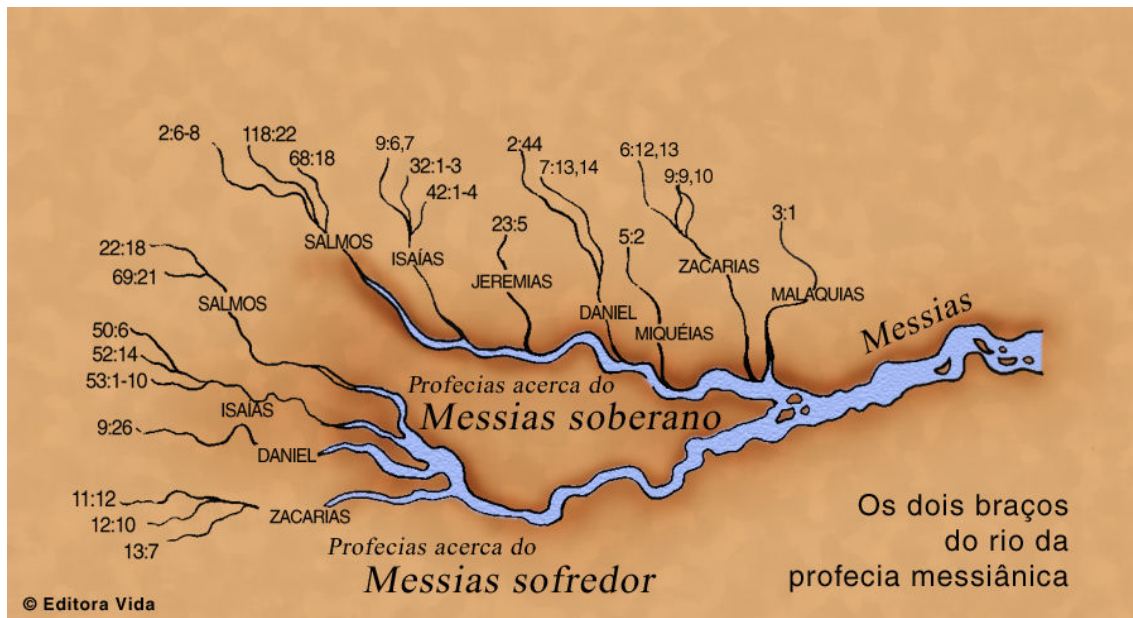 2:6-8
118:22
68:18
SALMOS
9:6,7
32:1-3
42:1-4
ISAÍAS
23:5
JEREMIAS
2:44
7:13,14
DANIEL
5:2
MIQUÉIAS
6:12,13
9:9,10
ZACARIAS
3:1
MALAQUIAS
Messias
22:18
69:21
SALMOS
50:6
52:14
53:1-10
ISAÍAS
9:26
DANIEL
11:12
12:10
13:7
ZACARIAS
Profecias acerca do
Messias soberano
Profecias acerca do
Messias sofredor
Os dois braços
do rio da
profecia messiânica
© Editora Vida